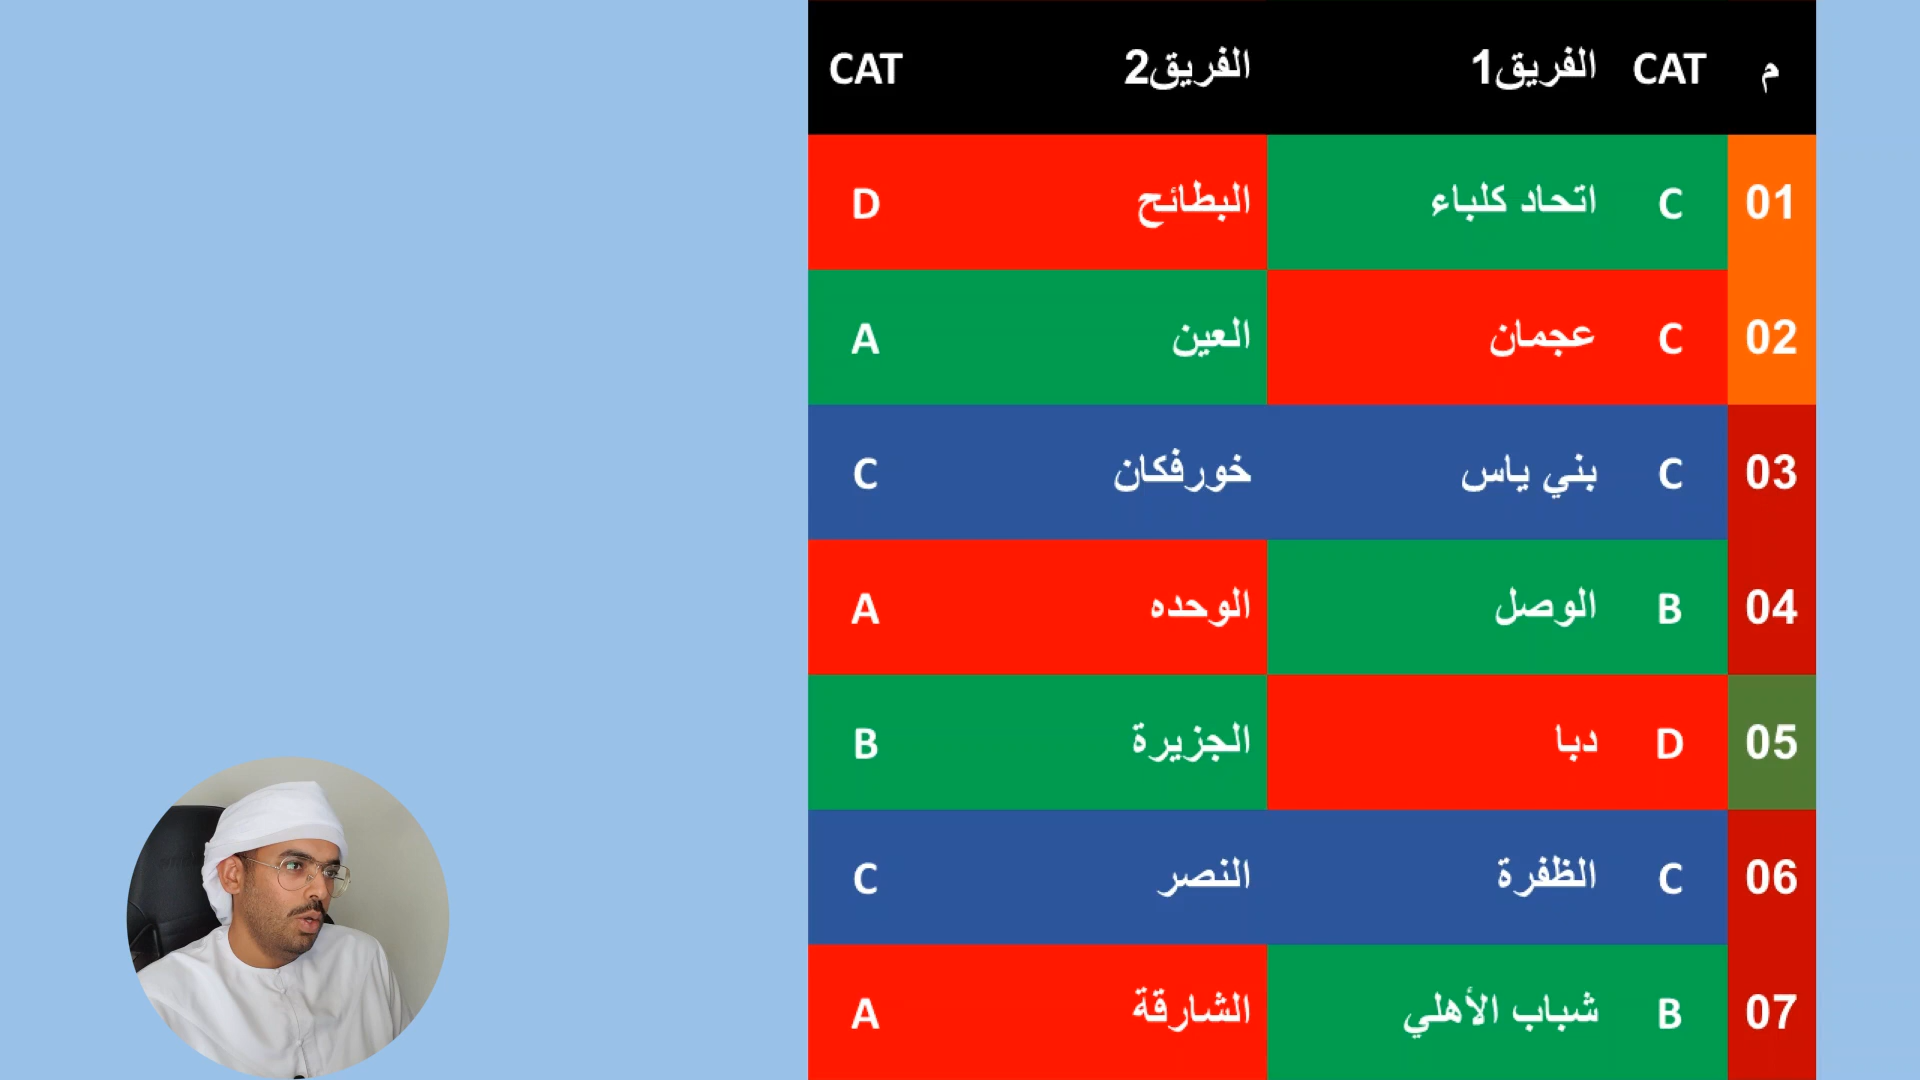 م CAT الفريق1 الفريق2 CAT
01 C اتحاد كلباء البطائح D
02 C عجمان العين A
03 C بني ياس خورفكان C
04 B الوصل الوحده A
05 D دبا الجزيرة B
06 C الظفرة النصر C
07 B شباب الأهلي الشارقة A